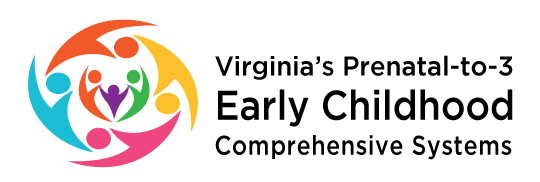 Virginia’s Prenatal-to-3
Early Childhood
Comprehensive Systems